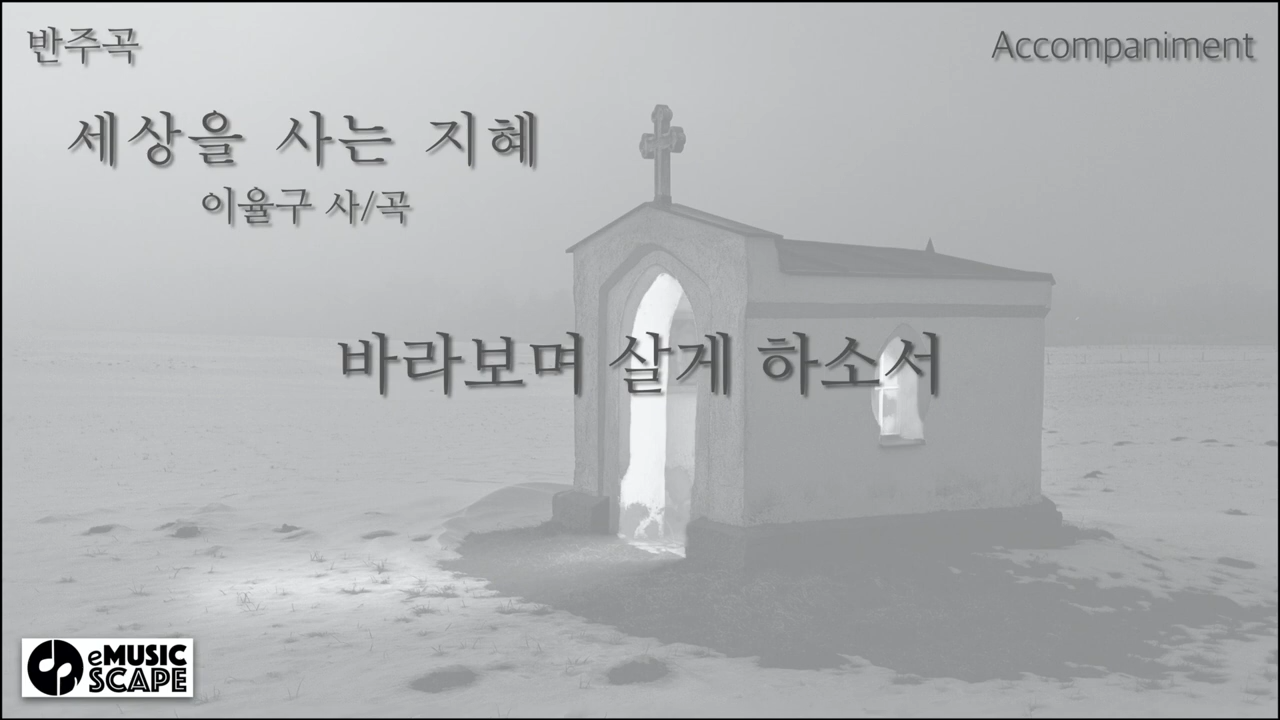 반주곡
Accompaniment
세상을 사는 지혜
이율구 사/곡
바라보며 살게 하소서
eMUSIC
SCAPE